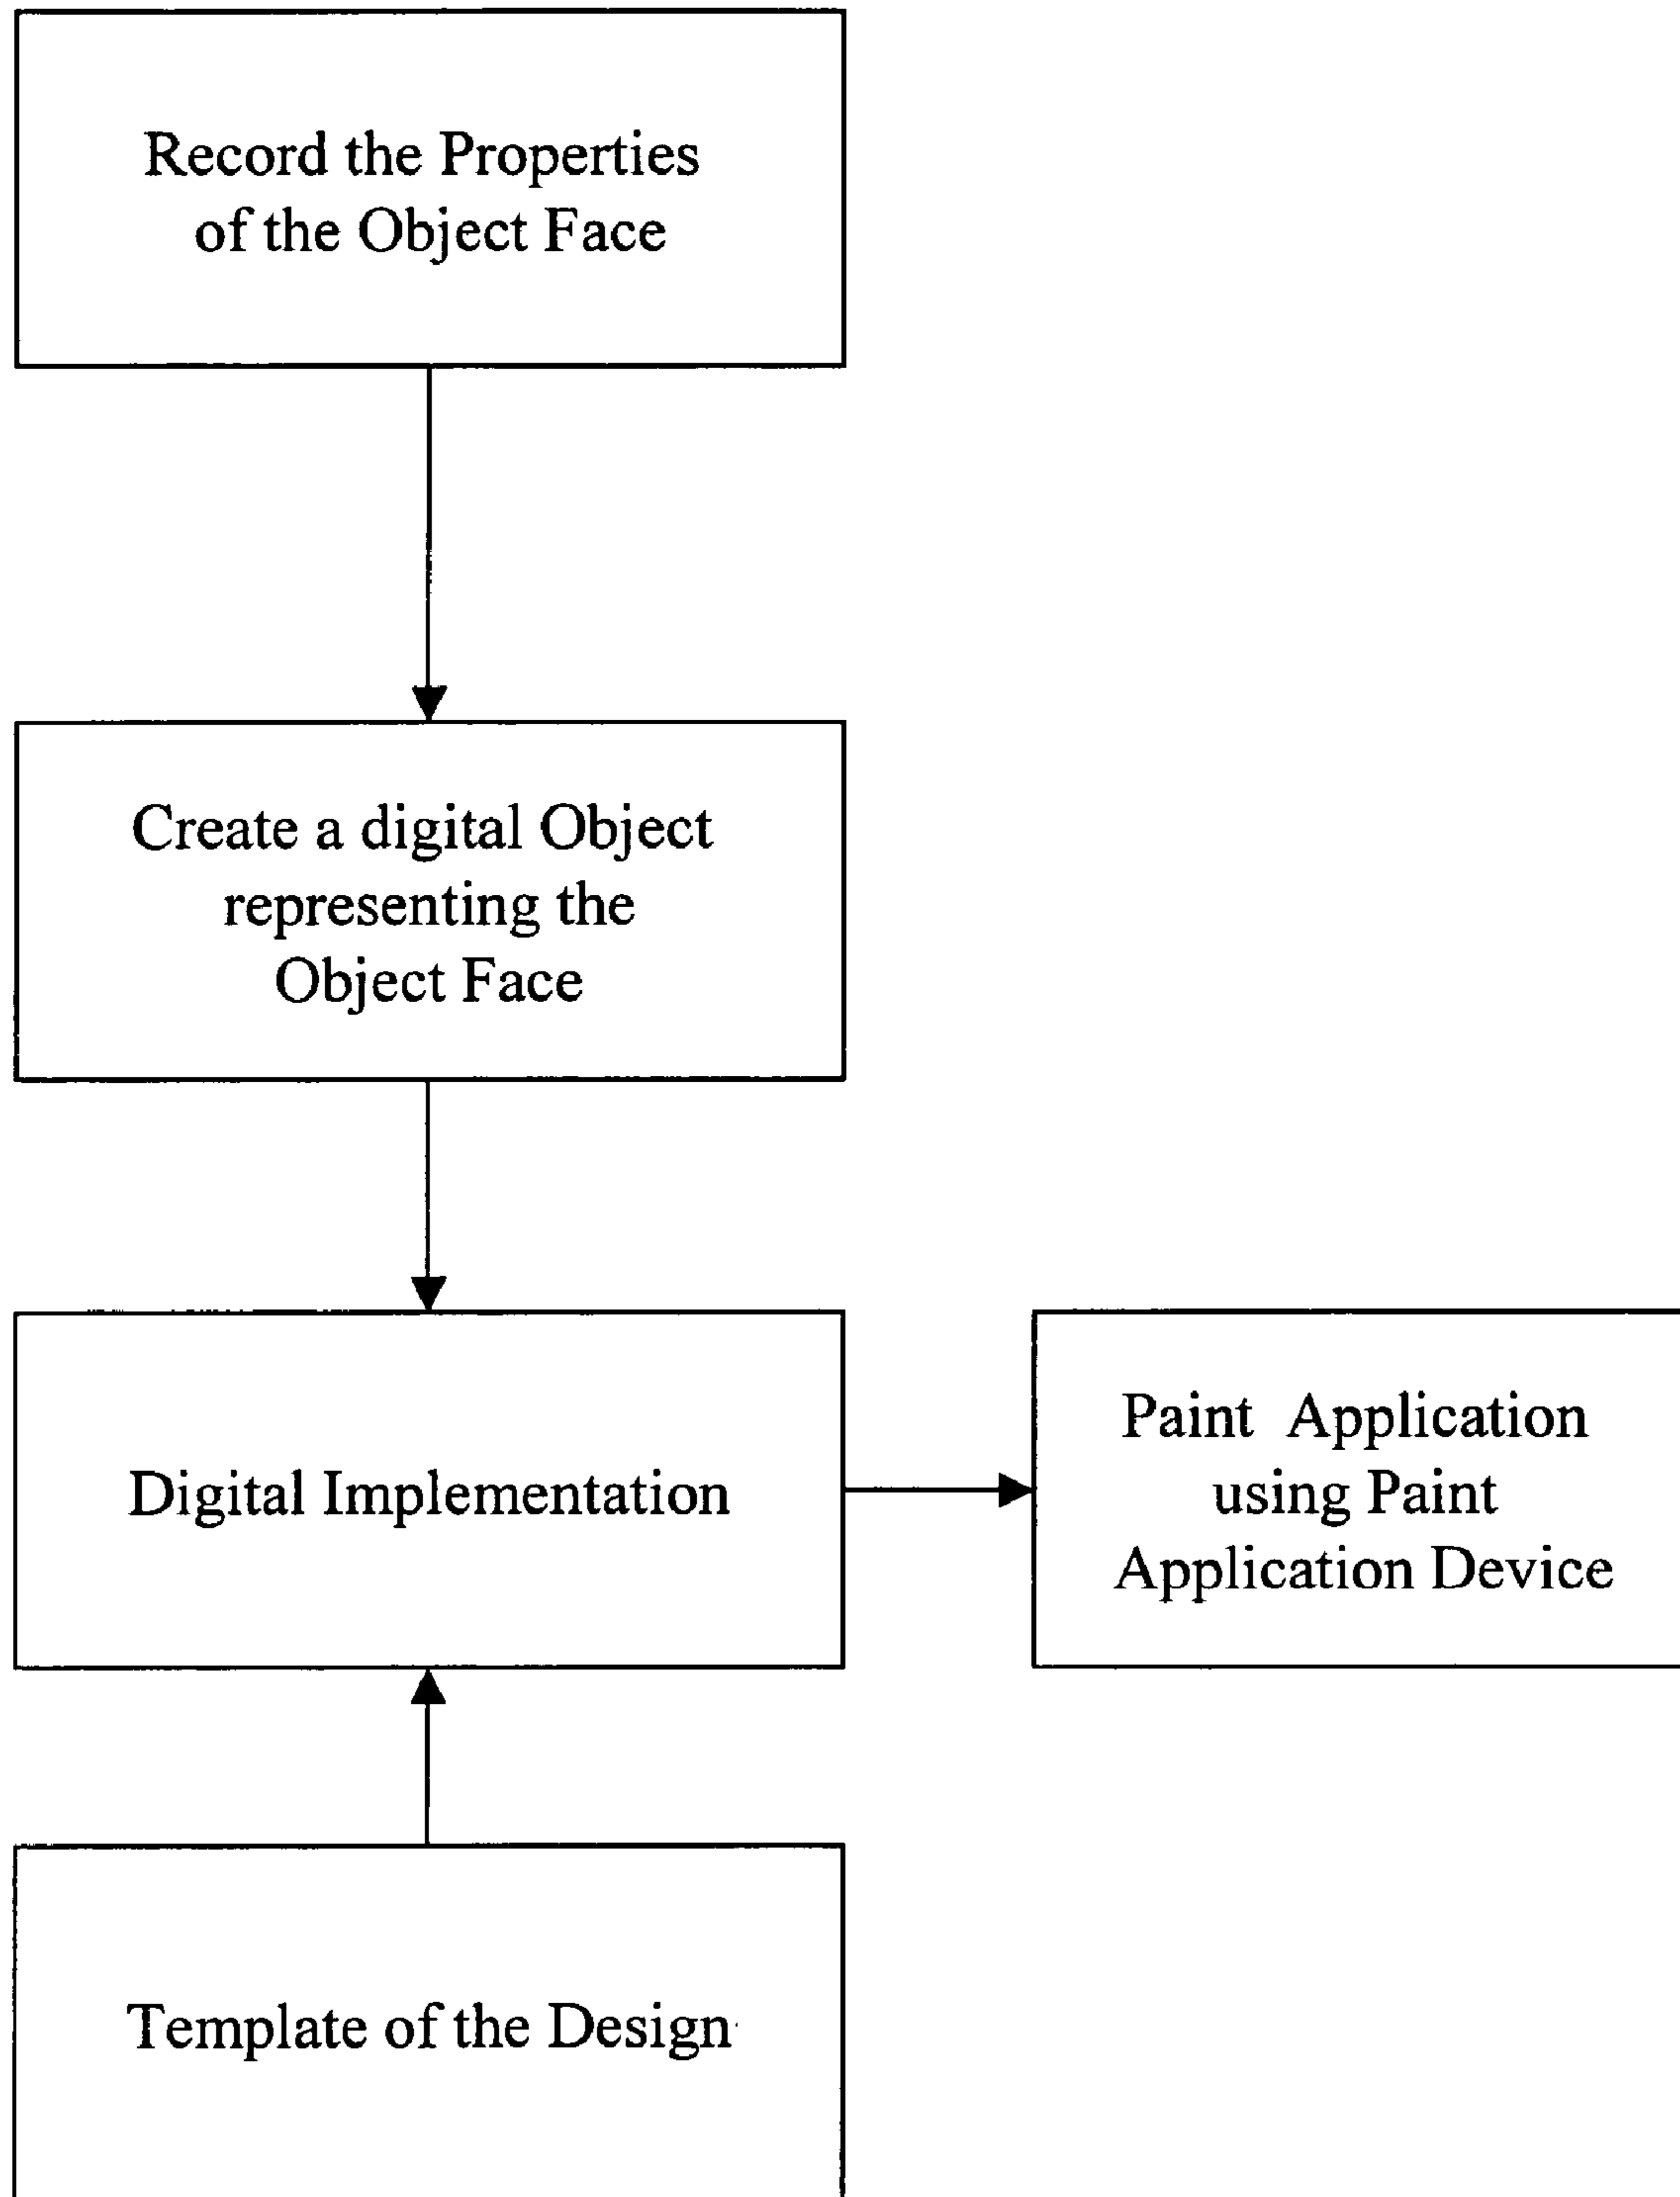 Record the Properties
of the Object Face
Create a digital Object
representing the
Object Face
Digital Implementation
Paint Application
using Paint
Application Device
Template of the Design